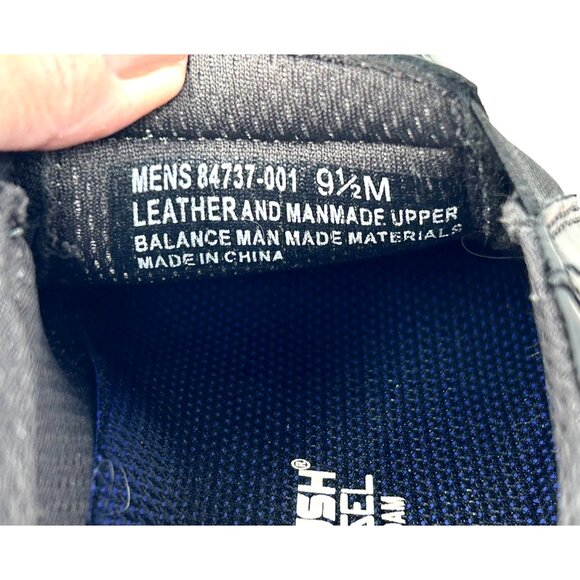 MENS 84737-001 9½M
LEATHER AND MANMADE UPPER
BALANCE MAN MADE MATERIALS
MADE IN CHINA